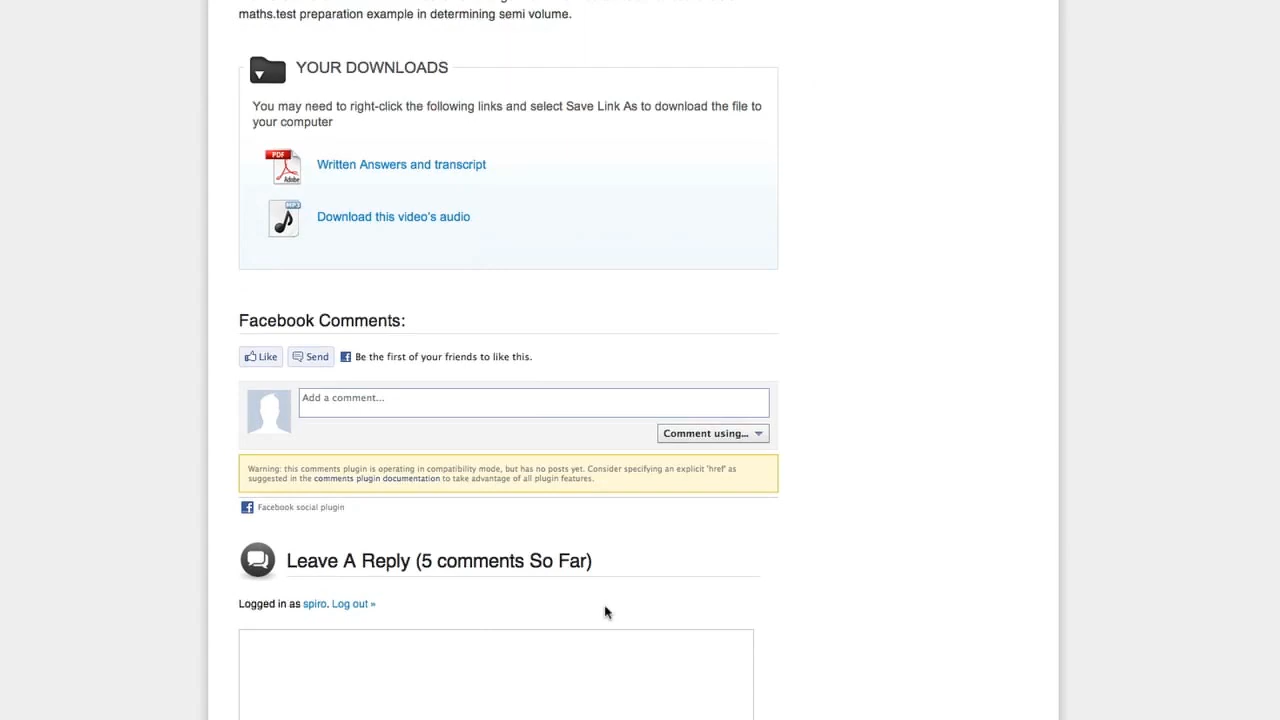 maths.test preparation example in determining semi volume.
YOUR DOWNLOADS
You may need to right-click the following links and select Save Link As to download the file to
your computer
PDF
Adobe
Written Answers and transcript
MP3
Download this video's audio
Facebook Comments:
Like Send Be the first of your friends to like this.
Add a comment...
Comment using...
Warning: this comments plugin is operating in compatibility mode, but has no posts yet. Consider specifying an explicit 'href' as
suggested in the comments plugin documentation to take advantage of all plugin features.
Facebook social plugin
Leave A Reply (5 comments So Far)
Logged in as spiro. Log out »